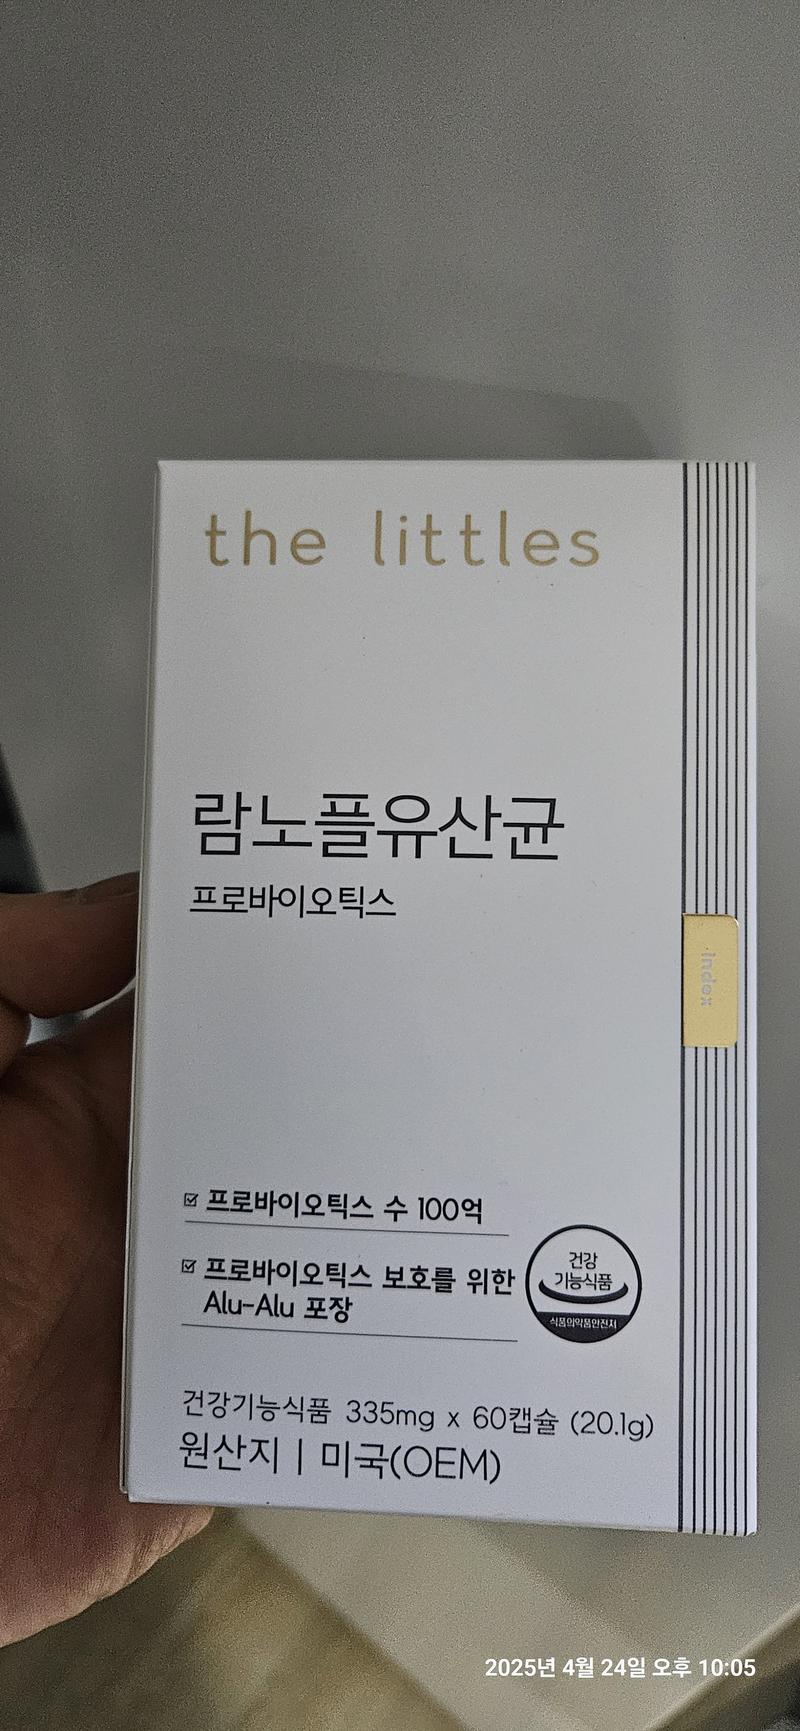 the littles
람노플유산균
프로바이오틱스
index
프로바이오틱스 수 100억
프로바이오틱스 보호를 위한
Alu-Alu 포장
건강
기능식품
식품의약품안전처
건강기능식품 335mg x 60캡슐 (20.1g)
원산지 | 미국(OEM)
2025년 4월 24일 오후 10:05